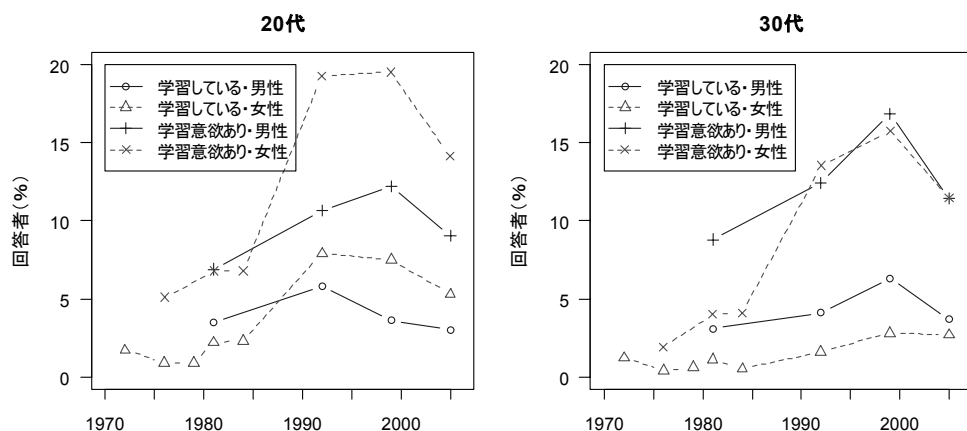 20代
回答者(%)
20
15
10
5
0
学習している・男性
学習している・女性
学習意欲あり・男性
学習意欲あり・女性
1970
1980
1990
2000
30代
回答者(%)
20
15
10
5
0
学習している・男性
学習している・女性
学習意欲あり・男性
学習意欲あり・女性
1970
1980
1990
2000